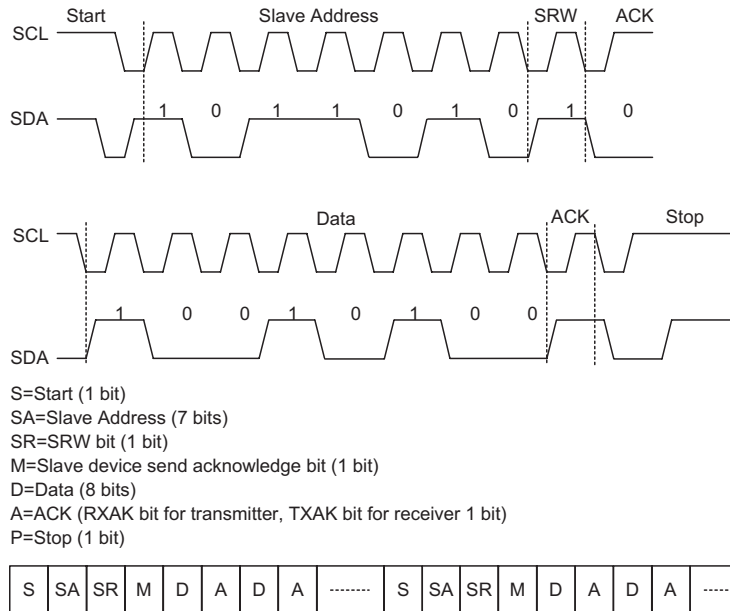 Start Slave Address SRW ACK
SCL
1 0 1 1 0 1 0 1 0
SDA
Data ACK Stop
SCL
1 0 0 1 0 1 0 0
SDA
S=Start (1 bit)
SA=Slave Address (7 bits)
SR=SRW bit (1 bit)
M=Slave device send acknowledge bit (1 bit)
D=Data (8 bits)
A=ACK (RXAK bit for transmitter, TXAK bit for receiver 1 bit)
P=Stop (1 bit)
S SA SR M D A D A ........ S SA SR M D A D A .....